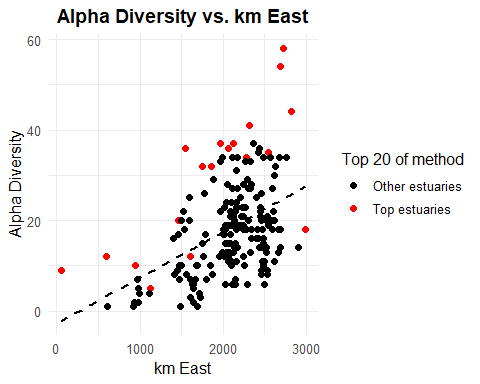 Alpha Diversity vs. km East
60
40
20
0
Alpha Diversity
0 1000 2000 3000
km East
Top 20 of method
Other estuaries
Top estuaries